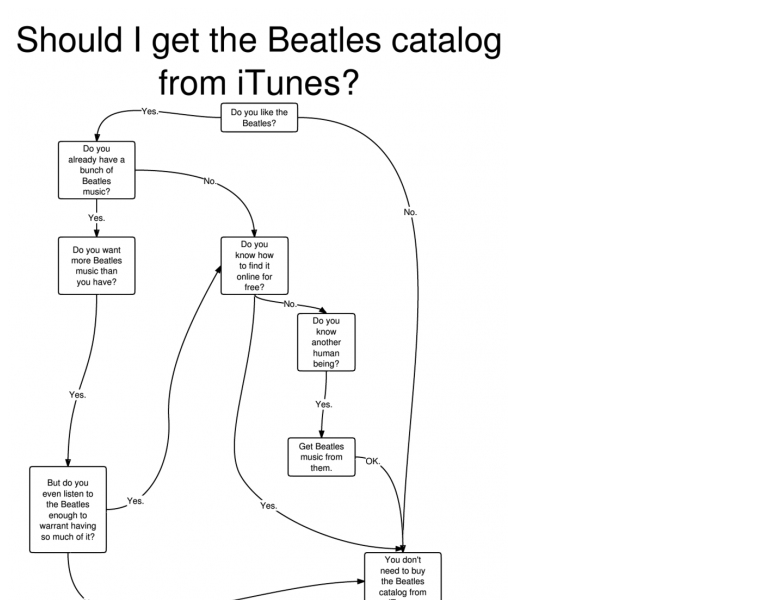 Should I get the Beatles catalog
from iTunes?
Do you like the
Beatles?
Yes.
No.
Do you
already have a
bunch of
Beatles
music?
No.
Yes.
Do you want
more Beatles
music than
you have?
Do you
know how
to find it
online for
free?
No.
Do you
know
another
human
being?
Yes.
Yes.
Get Beatles
music from
them.
OK.
But do you
even listen to
the Beatles
enough to
warrant having
so much of it?
Yes.
Yes.
You don't
need to buy
the Beatles
catalog from